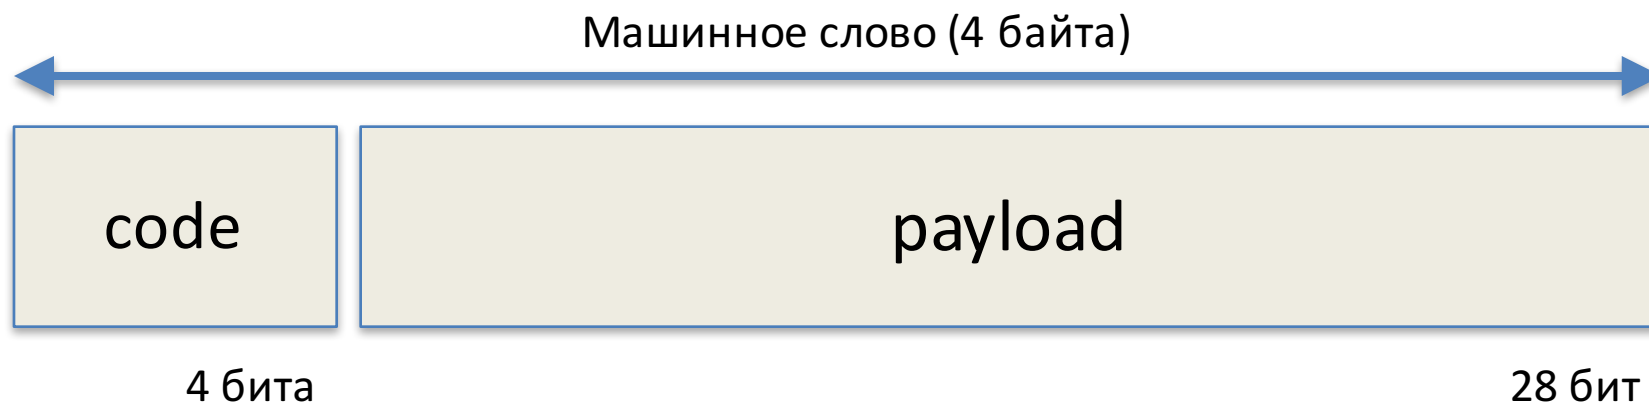 Машинное слово (4 байта)
code
payload
4 бита
28 бит